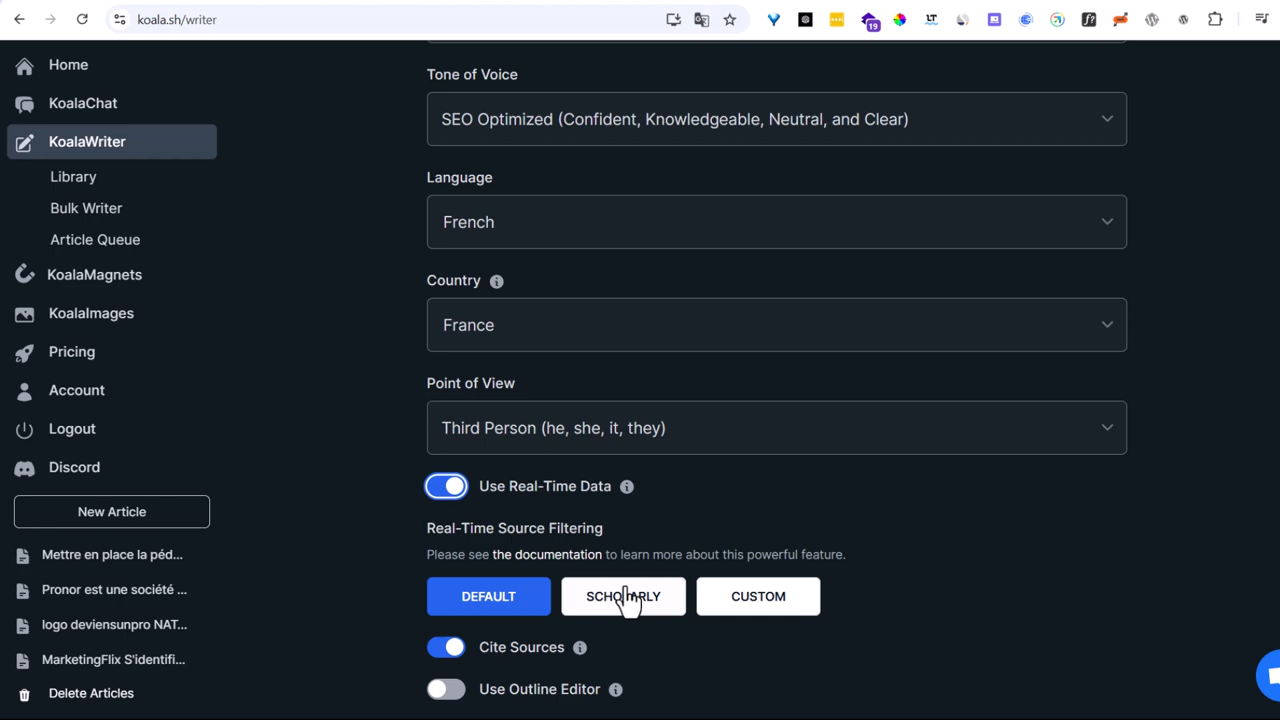 koala.sh/writer
19
LT
f?
Home
KoalaChat
KoalaWriter
Library
Bulk Writer
Article Queue
KoalaMagnets
KoalaImages
Pricing
Account
Logout
Discord
New Article
Mettre en place la péd...
Pronor est une société ...
logo deviensunpro NAT...
MarketingFlix S'identifi...
Delete Articles
Tone of Voice
SEO Optimized (Confident, Knowledgeable, Neutral, and Clear)
Language
French
Country
France
Point of View
Third Person (he, she, it, they)
Use Real-Time Data
Real-Time Source Filtering
Please see the documentation to learn more about this powerful feature.
DEFAULT
SCHOLARLY
CUSTOM
Cite Sources
Use Outline Editor